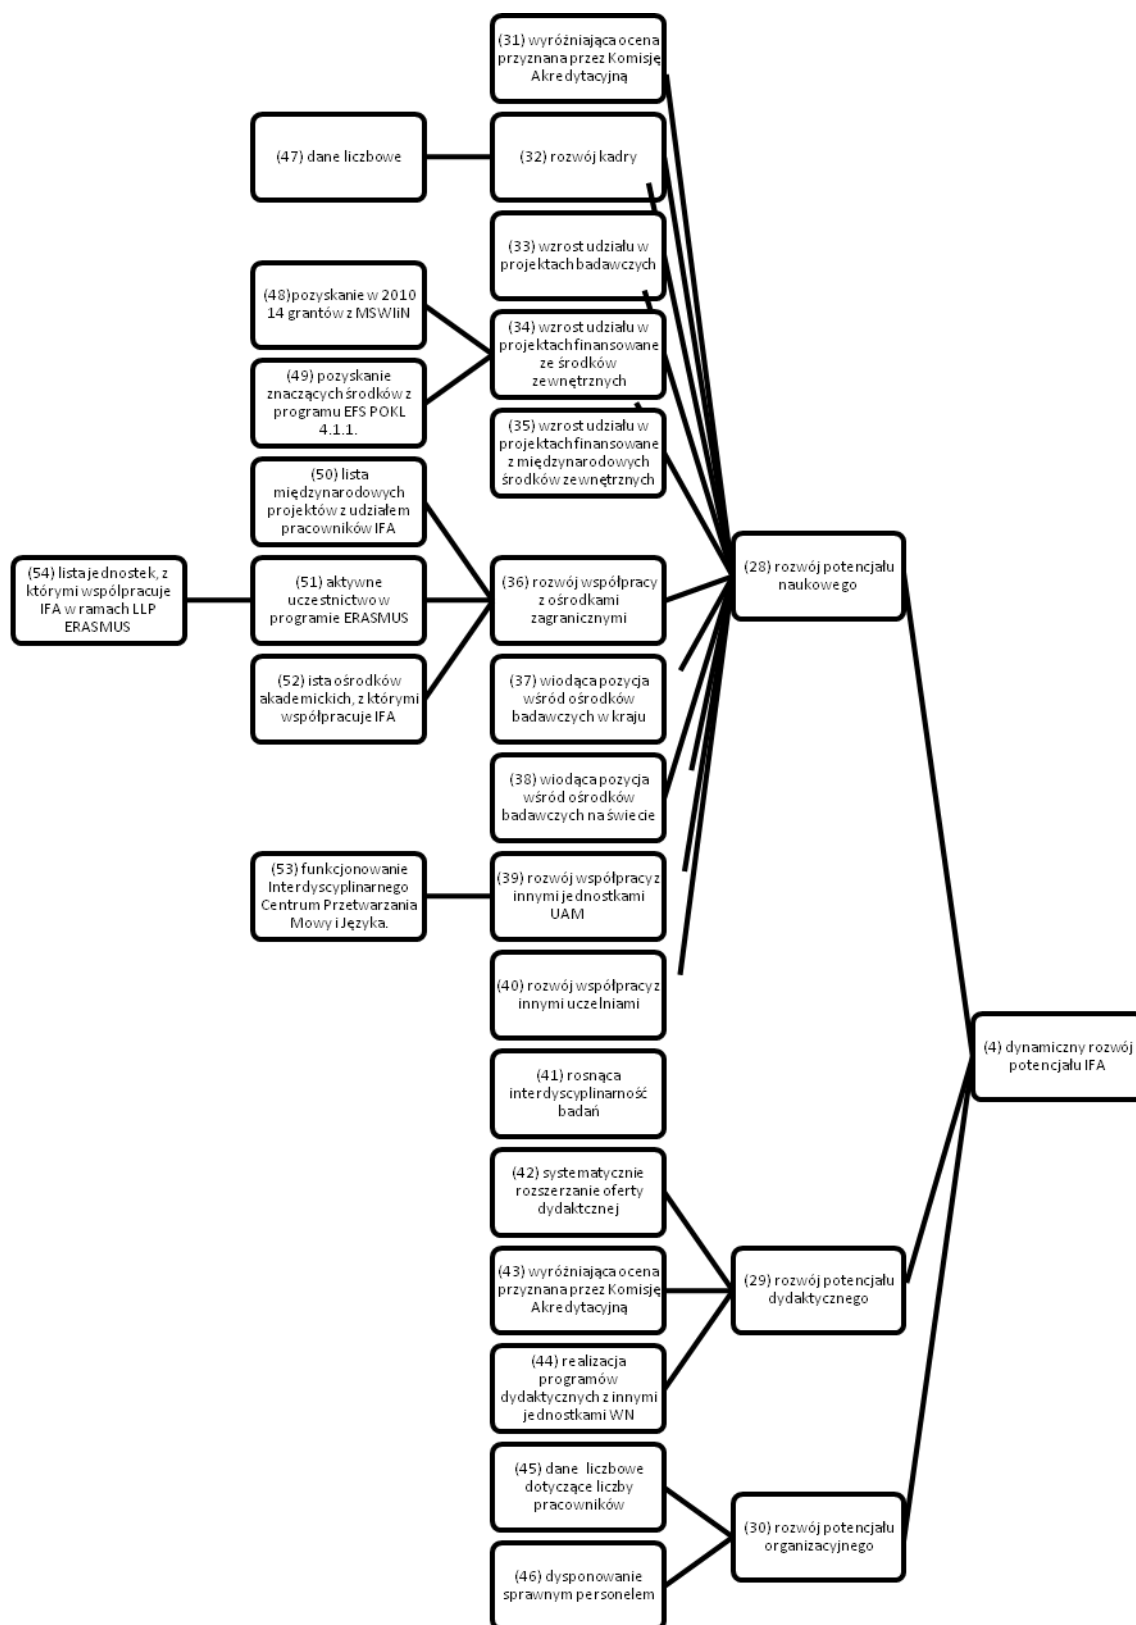 (31) wyróżniająca ocena
przyznana przez Komisję
Akredytacyjną
(47) dane liczbowe
(32) rozwój kadry
(33) wzrost udziału w
projektach badawczych
(48)pozyskanie w 2010
14 grantów z MSWIiN
(34) wzrost udziału w
projektach finansowane
ze środków
zewnętrznych
(49) pozyskanie
znaczących środków z
programu EFS POKL
4.1.1.
(35) wzrost udziału w
projektach finansowane
z międzynarodowych
środków zewnętrznych
(50) lista
międzynarodowych
projektów z udziałem
pracowników IFA
(28) rozwój potencjału
naukowego
(54) lista jednostek, z
którymi współpracuje
IFA w ramach LLP
ERASMUS
(51) aktywne
uczestnictwo w
programie ERASMUS
(36) rozwój współpracy
z ośrodkami
zagranicznymi
(52) ista ośrodków
akademickich, z którymi
współpracuje IFA
(37) wiodąca pozycja
wśród ośrodków
badawczych w kraju
(38) wiodąca pozycja
wśród ośrodków
badawczych na świecie
(53) funkcjonowanie
Interdyscyplinarnego
Centrum Przetwarzania
Mowy i Języka.
(39) rozwój współpracy z
innymi jednostkami
UAM
(40) rozwój współpracy z
innymi uczelniami
(4) dynamiczny rozwój
potencjału IFA
(41) rosnąca
interdyscyplinarność
badań
(42) systematycznie
rozszerzanie oferty
dydaktcznej
(43) wyróżniająca ocena
przyznana przez Komisję
Akredytacyjną
(29) rozwój potencjału
dydaktycznego
(44) realizacja
programów
dydaktycznych z innymi
jednostkami WN
(45) dane liczbowe
dotyczące liczby
pracowników
(30) rozwój potencjału
organizacyjnego
(46) dysponowanie
sprawnym personelem